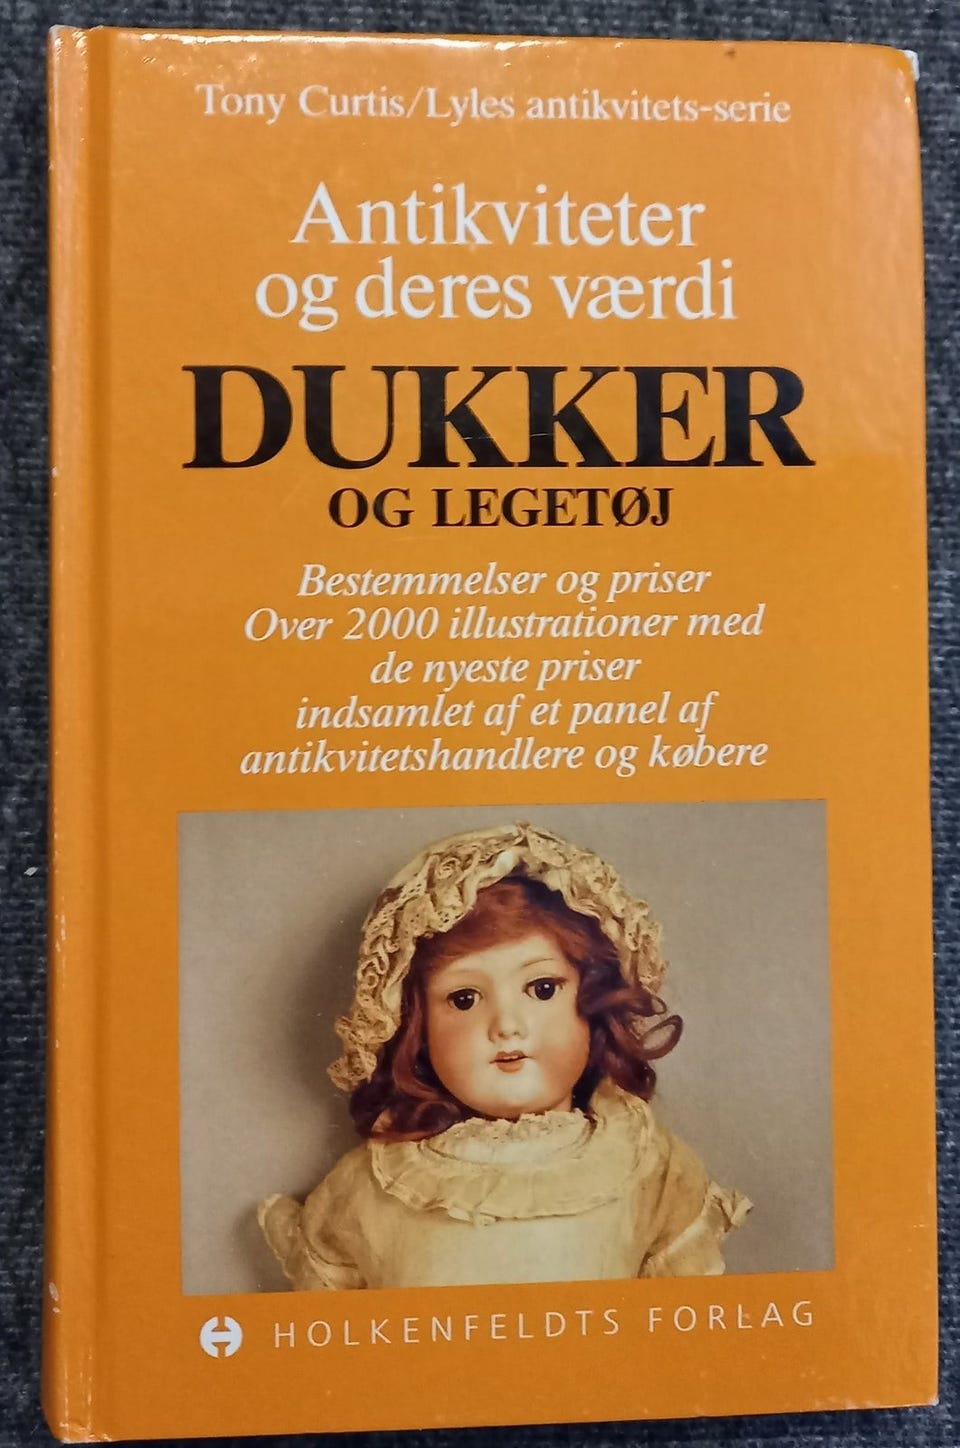 Tony Curtis/Lyles antikvitets-serie
Antikviteter
og deres værdi
DUKKER
OG LEGETØJ
Bestemmelser og priser
Over 2000 illustrationer med
de nyeste priser
indsamlet af et panel af
antikvitetshandlere og købere
HOLKENFELDTS FORLAG